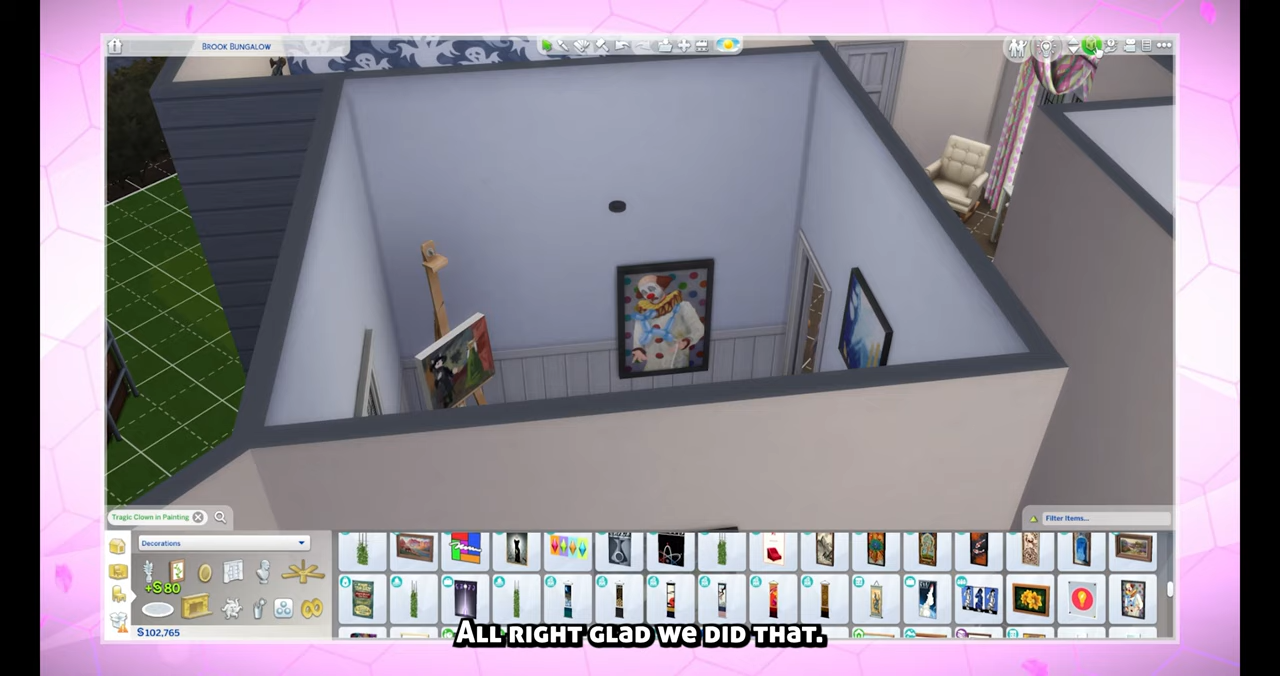 BROOK BUNGALOW
Tragic Clown in Painting
Filter Items...
Decorations
+§80
§102,765
All right glad we did that.